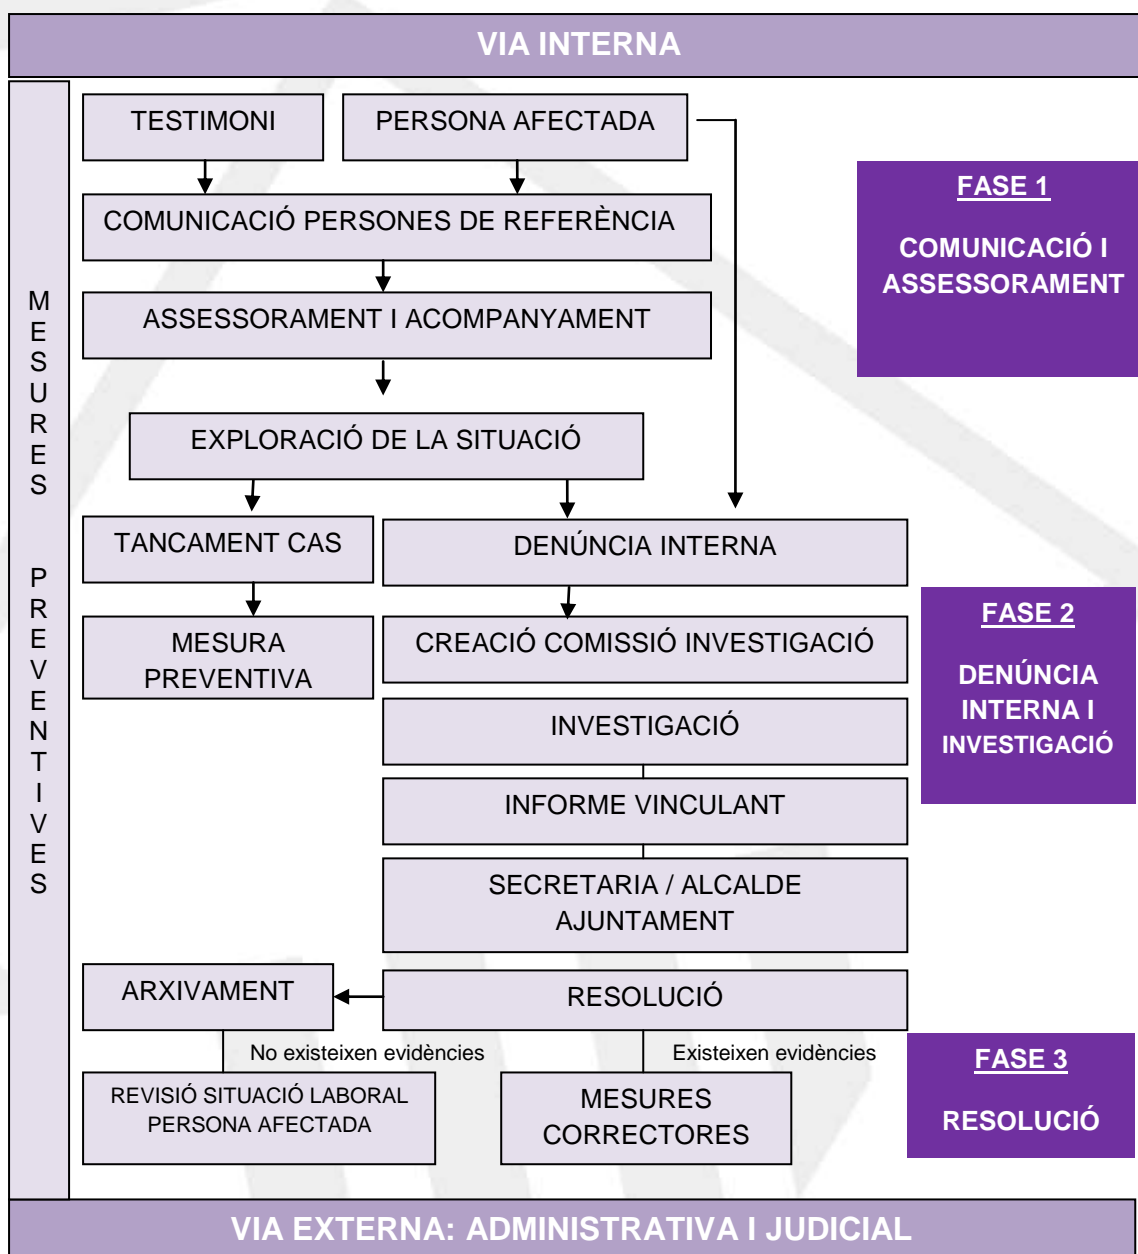 VIA INTERNA
MESURES PREVENTIVES
TESTIMONI
PERSONA AFECTADA
FASE 1
COMUNICACIÓ I
ASSESSORAMENT
COMUNICACIÓ PERSONES DE REFERÈNCIA
ASSESSORAMENT I ACOMPANYAMENT
EXPLORACIÓ DE LA SITUACIÓ
TANCAMENT CAS
DENÚNCIA INTERNA
MESURA
PREVENTIVA
CREACIÓ COMISSIÓ INVESTIGACIÓ
FASE 2
DENÚNCIA
INTERNA I
INVESTIGACIÓ
INVESTIGACIÓ
INFORME VINCULANT
SECRETARIA / ALCALDE
AJUNTAMENT
ARXIVAMENT
RESOLUCIÓ
No existeixen evidències
Existeixen evidències
FASE 3
RESOLUCIÓ
REVISIÓ SITUACIÓ LABORAL
PERSONA AFECTADA
MESURES
CORRECTORES
VIA EXTERNA: ADMINISTRATIVA I JUDICIAL